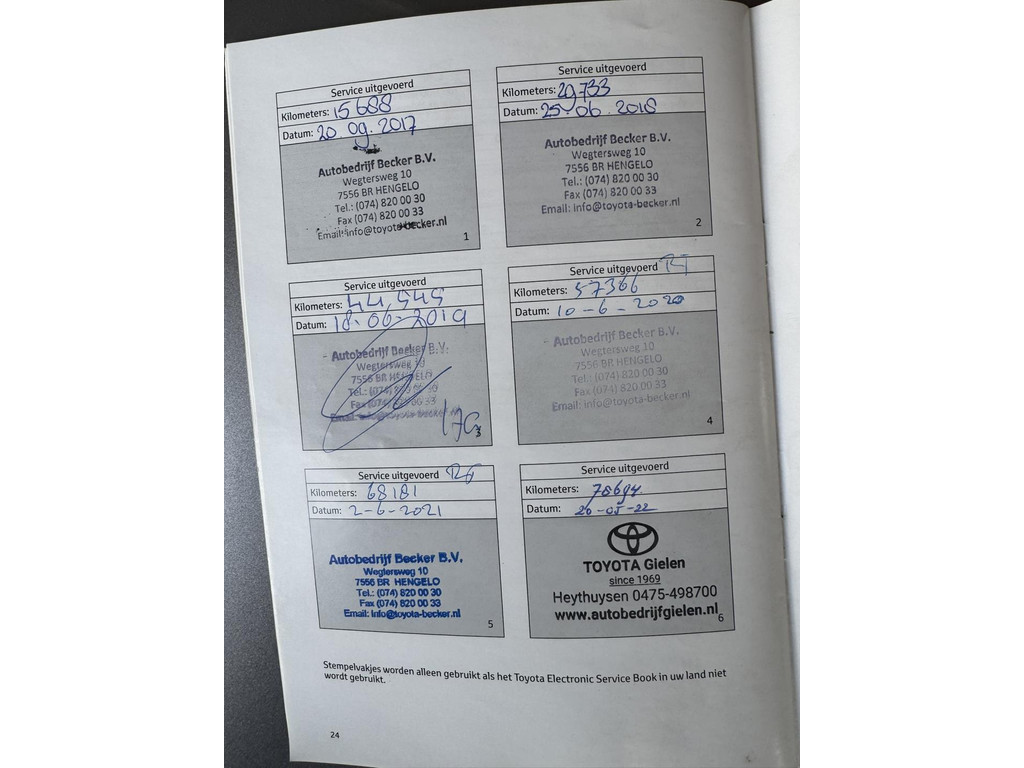 Service uitgevoerd
Kilometers: 15688
Datum: 20.09.2017
Autobedrijf Becker B.V.
Wegtersweg 10
7556 BR HENGELO
Tel.: (074) 820 00 30
Fax (074) 820 00 33
Email: info@toyota-becker.nl
1
Service uitgevoerd
Kilometers: 29733
Datum: 25-06.2018
Autobedrijf Becker B.V.
Wegtersweg 10
7556 BR HENGELO
Tel.: (074) 820 00 30
Fax (074) 820 00 33
Email: Info@toyota-becker.nl
2
Service uitgevoerd
Kilometers: 44,545
Datum: 18-06-2019
- Autobedrijf Becker B.V.
Wegtersweg 10
7556 BR HENGELO
Tel.: (074) 820 00 30
Fax (074) 820 00 33
Email: info@toyota-becker.nl
3
Service uitgevoerd
Kilometers: 57366
Datum: 10-6-2020
- Autobedrijf Becker B.V.
Wegtersweg 10
7556 BR HENGELO
Tel.: (074) 820 00 30
Fax (074) 820 00 33
Email: info@toyota-becker.nl
4
Service uitgevoerd
Kilometers: 68181
Datum: 2-6-2021
Autobedrijf Becker B.V.
Wegtersweg 10
7556 BR HENGELO
Tel.: (074) 820 00 30
Fax (074) 820 00 33
Email: Info@toyota-becker.nl
5
Service uitgevoerd
Kilometers: 78694
Datum: 20-05-22
TOYOTA Gielen
since 1969
Heythuysen 0475-498700
www.autobedrijfgielen.nl
6
Stempelvakjes worden alleen gebruikt als het Toyota Electronic Service Book in uw land niet
wordt gebruikt.
24